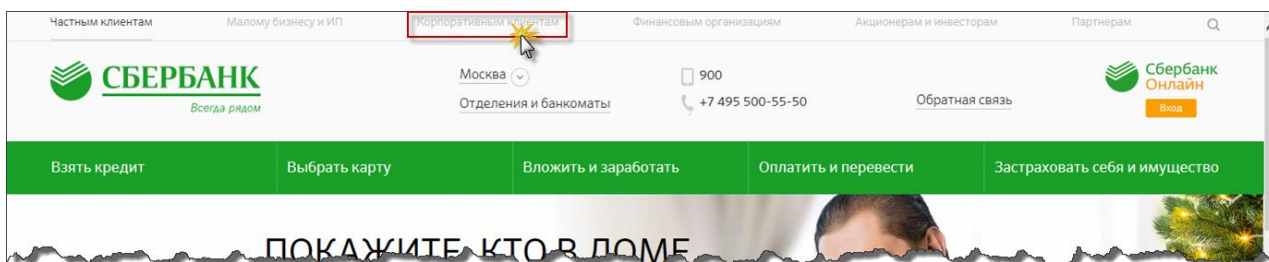 Частным клиентам Малому бизнесу и ИП Корпоративным клиентам Финансовым организациям Акционерам и инвесторам Партнерам
СБЕРБАНК
Всегда рядом
Москва
Отделения и банкоматы
900
+7 495 500-55-50
Обратная связь
Сбербанк
Онлайн
Вход
Взять кредит Выбрать карту Вложить и заработать Оплатить и перевести Застраховать себя и имущество
ПОКАЖИТЕ, КТО В ДОМЕ